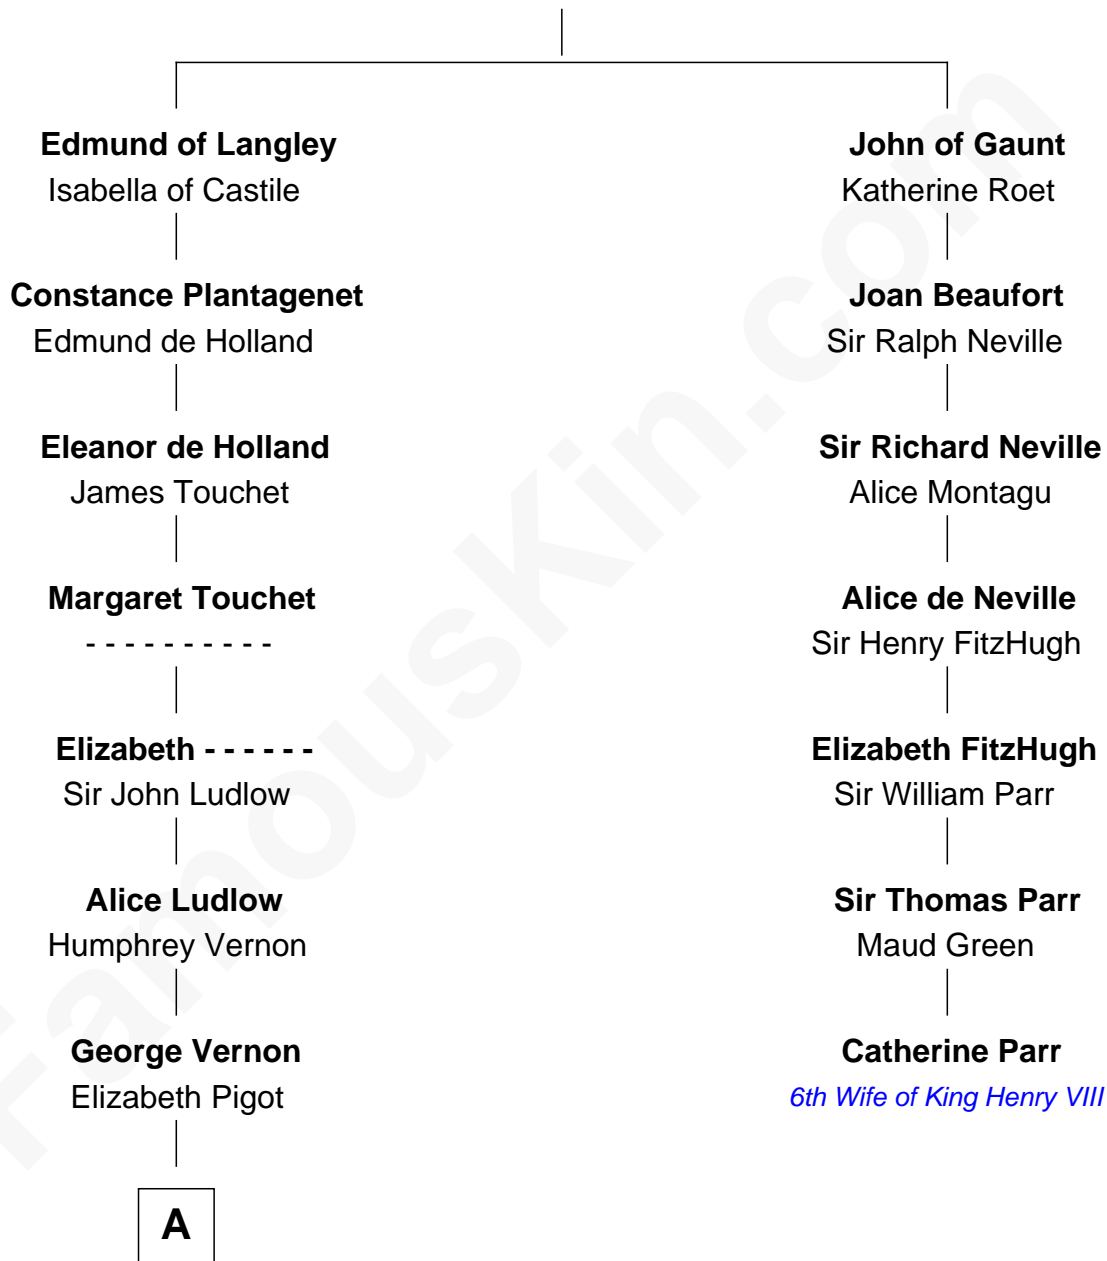 Edmund of Langley
Isabella of Castile
Constance Plantagenet
Edmund de Holland
Eleanor de Holland
James Touchet
Margaret Touchet
- - - - - - - - - -
Elizabeth - - - - - -
Sir John Ludlow
Alice Ludlow
Humphrey Vernon
George Vernon
Elizabeth Pigot
A
John of Gaunt
Katherine Roet
Joan Beaufort
Sir Ralph Neville
Sir Richard Neville
Alice Montagu
Alice de Neville
Sir Henry FitzHugh
Elizabeth FitzHugh
Sir William Parr
Sir Thomas Parr
Maud Green
Catherine Parr
6th Wife of King Henry VIII
FamousKin.com